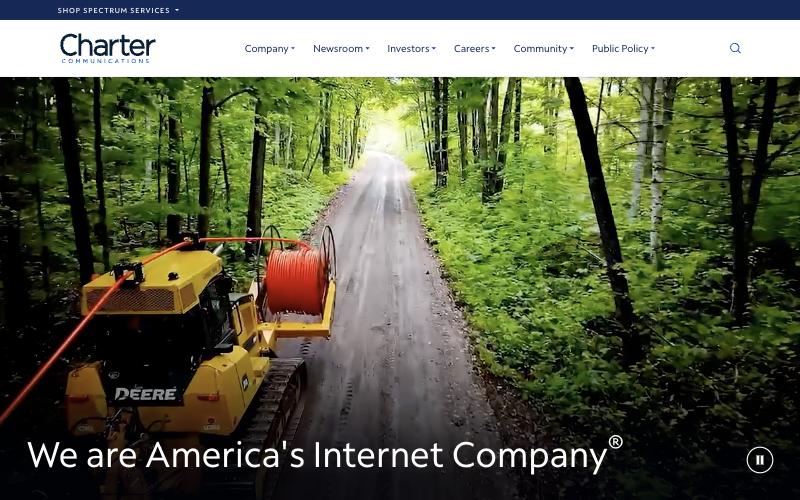 SHOP SPECTRUM SERVICES
Charter
COMMUNICATIONS
Company
Newsroom
Investors
Careers
Community
Public Policy
DEERE
We are America's Internet Company®